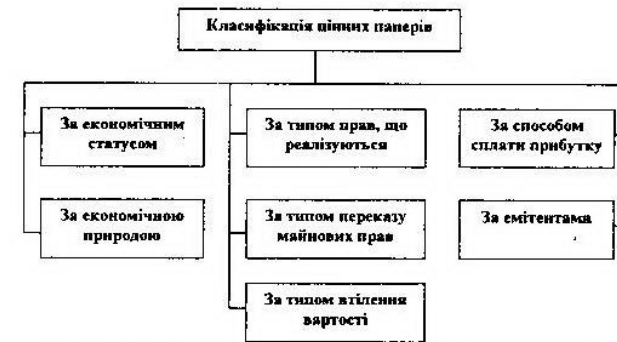 Класифікація цінних паперів
За економічним
статусом
За типом прав, що
реалізуються
За способом
сплати прибутку
За економічною
природою
За типом переказу
майнових прав
За емітентама
За типом втілення
вартості